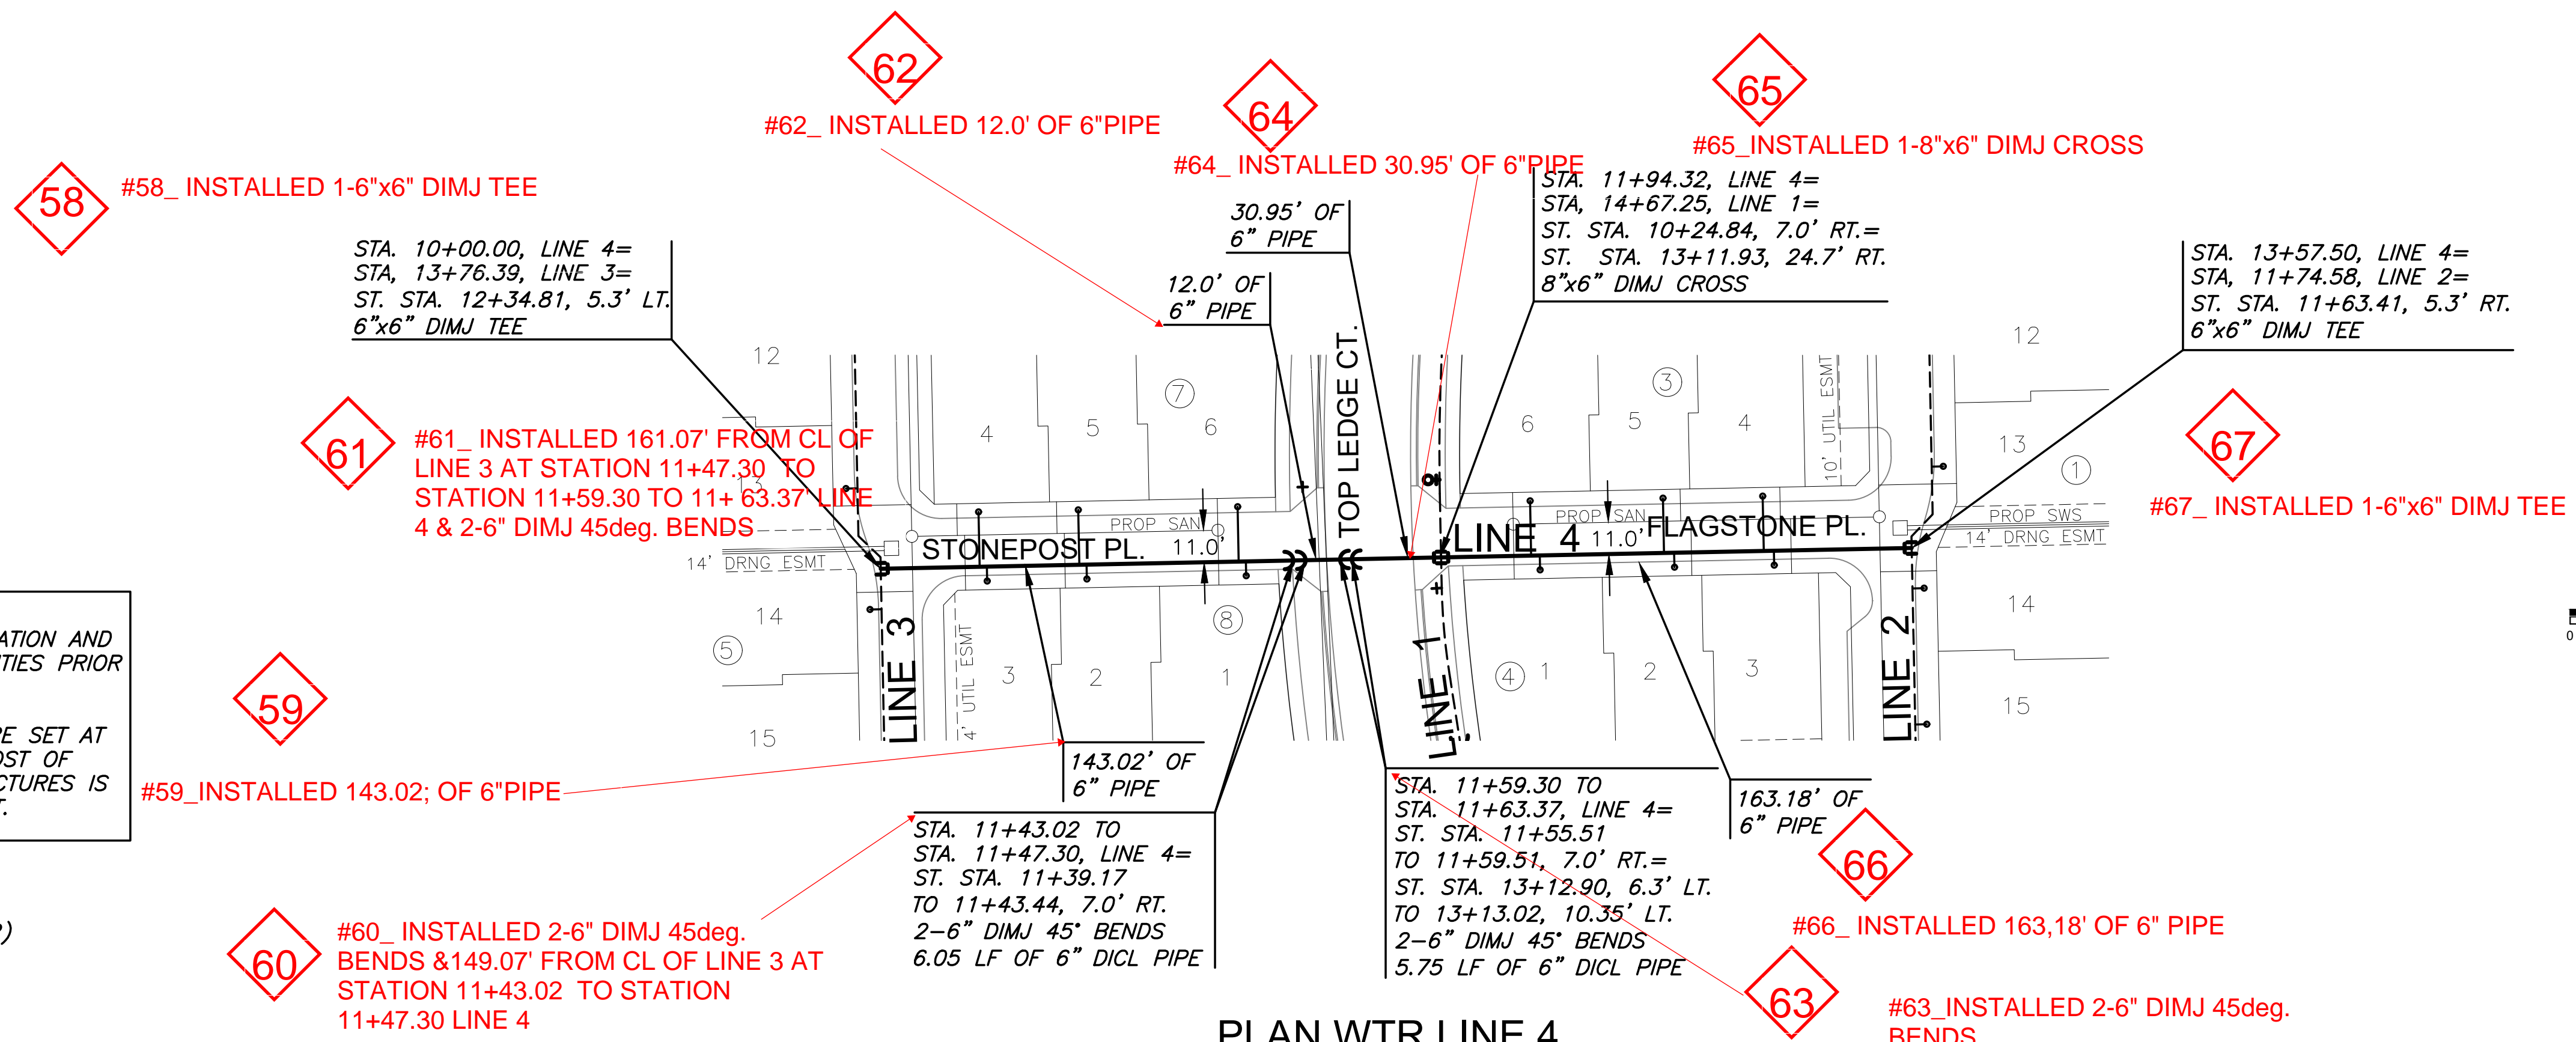 62
#62_ INSTALLED 12.0' OF 6"PIPE
64
#64_ INSTALLED 30.95' OF 6"PIPE
65
#65_INSTALLED 1-8"x6" DIMJ CROSS
58
#58_ INSTALLED 1-6"x6" DIMJ TEE
STA. 10+00.00, LINE 4=
STA, 13+76.39, LINE 3=
ST. STA. 12+34.81, 5.3' LT.
6"x6" DIMJ TEE
12.0' OF
6" PIPE
30.95' OF
6" PIPE
STA. 11+94.32, LINE 4=
STA, 14+67.25, LINE 1=
ST. STA. 10+24.84, 7.0' RT.=
ST. STA. 13+11.93, 24.7' RT.
8"x6" DIMJ CROSS
STA. 13+57.50, LINE 4=
STA, 11+74.58, LINE 2=
ST. STA. 11+63.41, 5.3' RT.
6"x6" DIMJ TEE
61
#61_ INSTALLED 161.07' FROM CL OF
LINE 3 AT STATION 11+47.30 TO
STATION 11+59.30 TO 11+ 63.37' LINE
4 & 2-6" DIMJ 45deg. BENDS
67
#67_ INSTALLED 1-6"x6" DIMJ TEE
12
13
14
15
5
14' DRNG ESMT
4
5
6
7
TOP LEDGE CT.
6
5
4
3
10' UTIL ESMT
12
13
1
14
15
PROP SWS
14' DRNG ESMT
STONEPOST PL.
PROP SAN
11.0'
LINE 4
PROP SAN
11.0'
FLAGSTONE PL.
LINE 3
4' UTIL ESMT
3
2
1
8
LINE 1
4
1
2
3
LINE 2
ATION AND
TIES PRIOR
E SET AT
OST OF
CTURES IS
T.
59
#59_INSTALLED 143.02; OF 6"PIPE
143.02' OF
6" PIPE
STA. 11+43.02 TO
STA. 11+47.30, LINE 4=
ST. STA. 11+39.17
TO 11+43.44, 7.0' RT.
2-6" DIMJ 45° BENDS
6.05 LF OF 6" DICL PIPE
STA. 11+59.30 TO
STA. 11+63.37, LINE 4=
ST. STA. 11+55.51
TO 11+59.51, 7.0' RT.=
ST. STA. 13+12.90, 6.3' LT.
TO 13+13.02, 10.35' LT.
2-6" DIMJ 45° BENDS
5.75 LF OF 6" DICL PIPE
163.18' OF
6" PIPE
66
#66_ INSTALLED 163,18' OF 6" PIPE
60
#60_ INSTALLED 2-6" DIMJ 45deg.
BENDS &149.07' FROM CL OF LINE 3 AT
STATION 11+43.02 TO STATION
11+47.30 LINE 4
63
#63_INSTALLED 2-6" DIMJ 45deg.
BENDS
PLAN WTR LINE 4
0